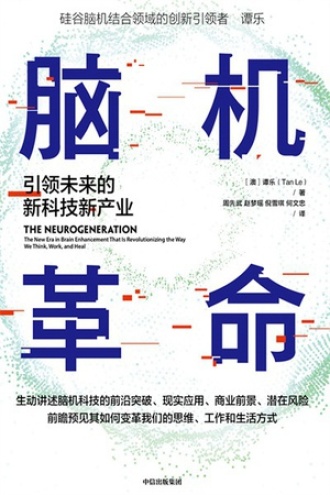 硅谷脑机结合领域的创新引领者 谭乐
脑机
引领未来的
新科技新产业
[澳]谭乐(Tan Le)
著
周先武 赵梦瑶 倪雪琪 何文忠
译
THE NEUROGENERATION
The New Era in Brain Enhancement That Is Revolutionizing the Way
We Think, Work, and Heal
革命
生动讲述脑机科技的前沿突破、现实应用、商业前景、潜在风险
前瞻预见其如何变革我们的思维、工作和生活方式
中信出版集团